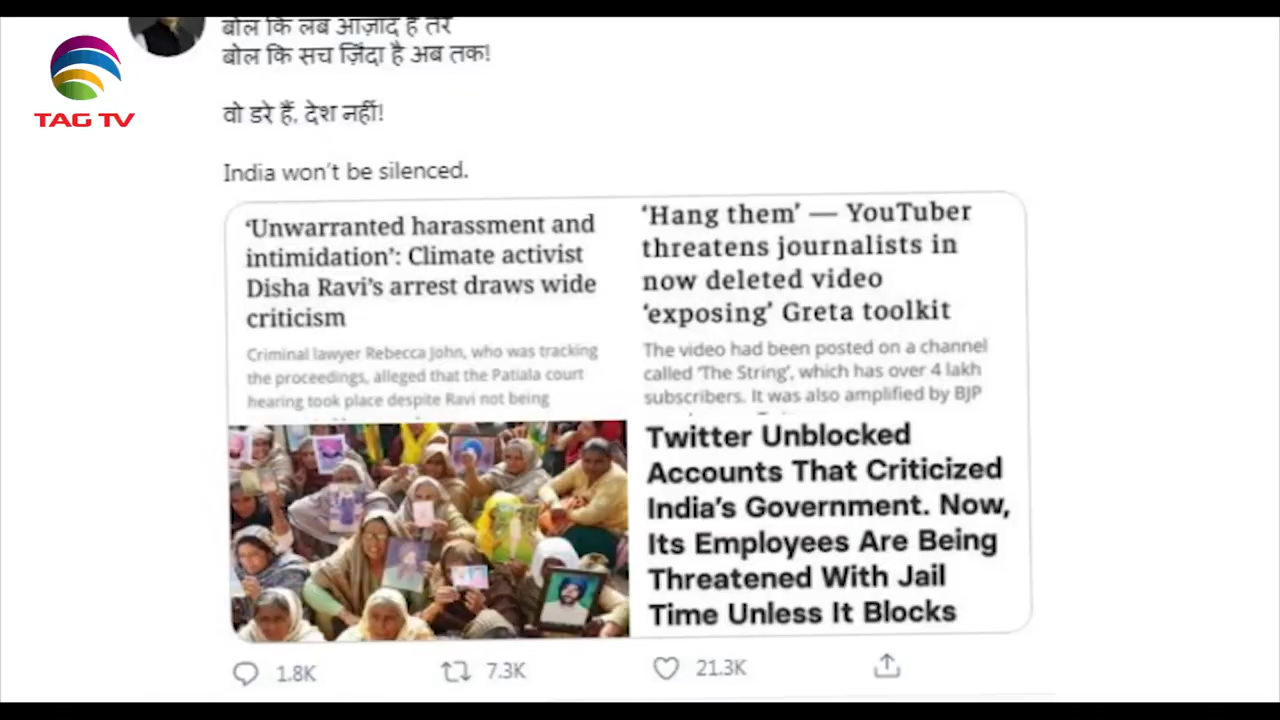 बोल कि लब आज़ाद हैं तेरे
बोल कि सच ज़िंदा है अब तक!
TAG TV
वो डरे हैं, देश नहीं!
India won't be silenced.
'Unwarranted harassment and
intimidation': Climate activist
Disha Ravi's arrest draws wide
criticism
Criminal lawyer Rebecca John, who was tracking
the proceedings, alleged that the Patiala court
hearing took place despite Ravi not being
'Hang them' — YouTuber
threatens journalists in
now deleted video
'exposing' Greta toolkit
The video had been posted on a channel
called 'The String', which has over 4 lakh
subscribers. It was also amplified by BJP
Twitter Unblocked
Accounts That Criticized
India's Government. Now,
Its Employees Are Being
Threatened With Jail
Time Unless It Blocks
1.8K 7.3K 21.3K